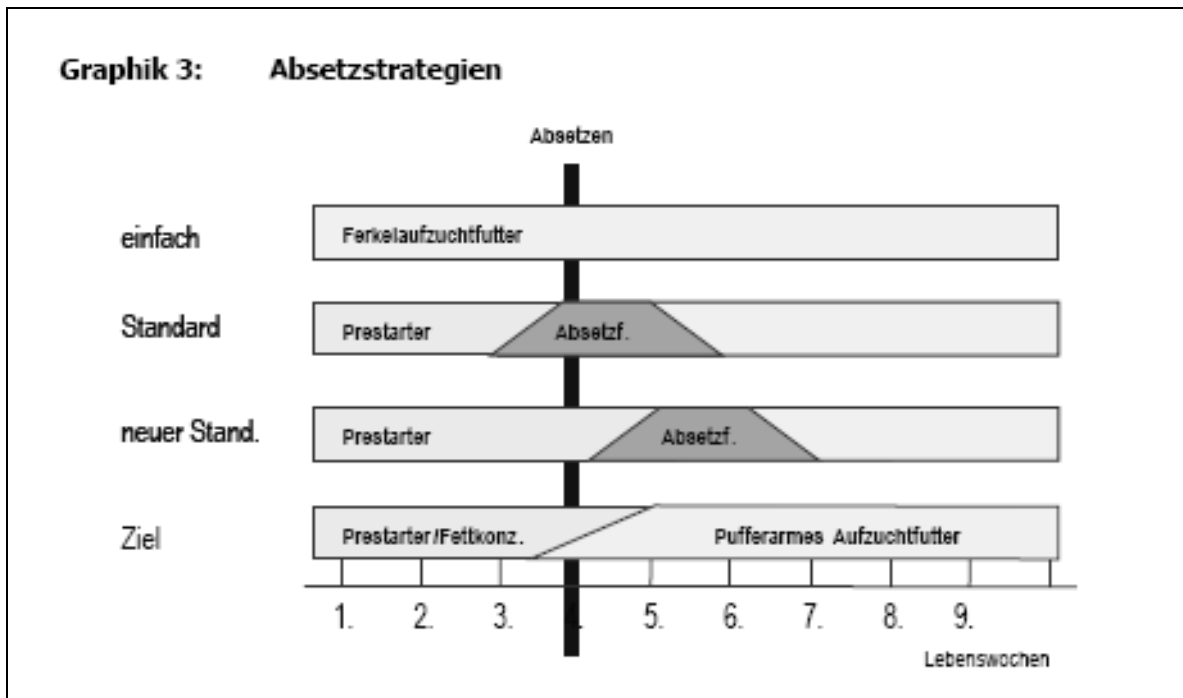 Graphik 3: Absetzstrategien
Absetzen
einfach
Ferkelaufzuchtfutter
Standard
Prestarter
Absetzf.
neuer Stand.
Prestarter
Absetzf.
Ziel
Prestarter/Fettkonz.
Pufferarmes Aufzuchtfutter
1. 2. 3. 4. 5. 6. 7. 8. 9.
Lebenswochen